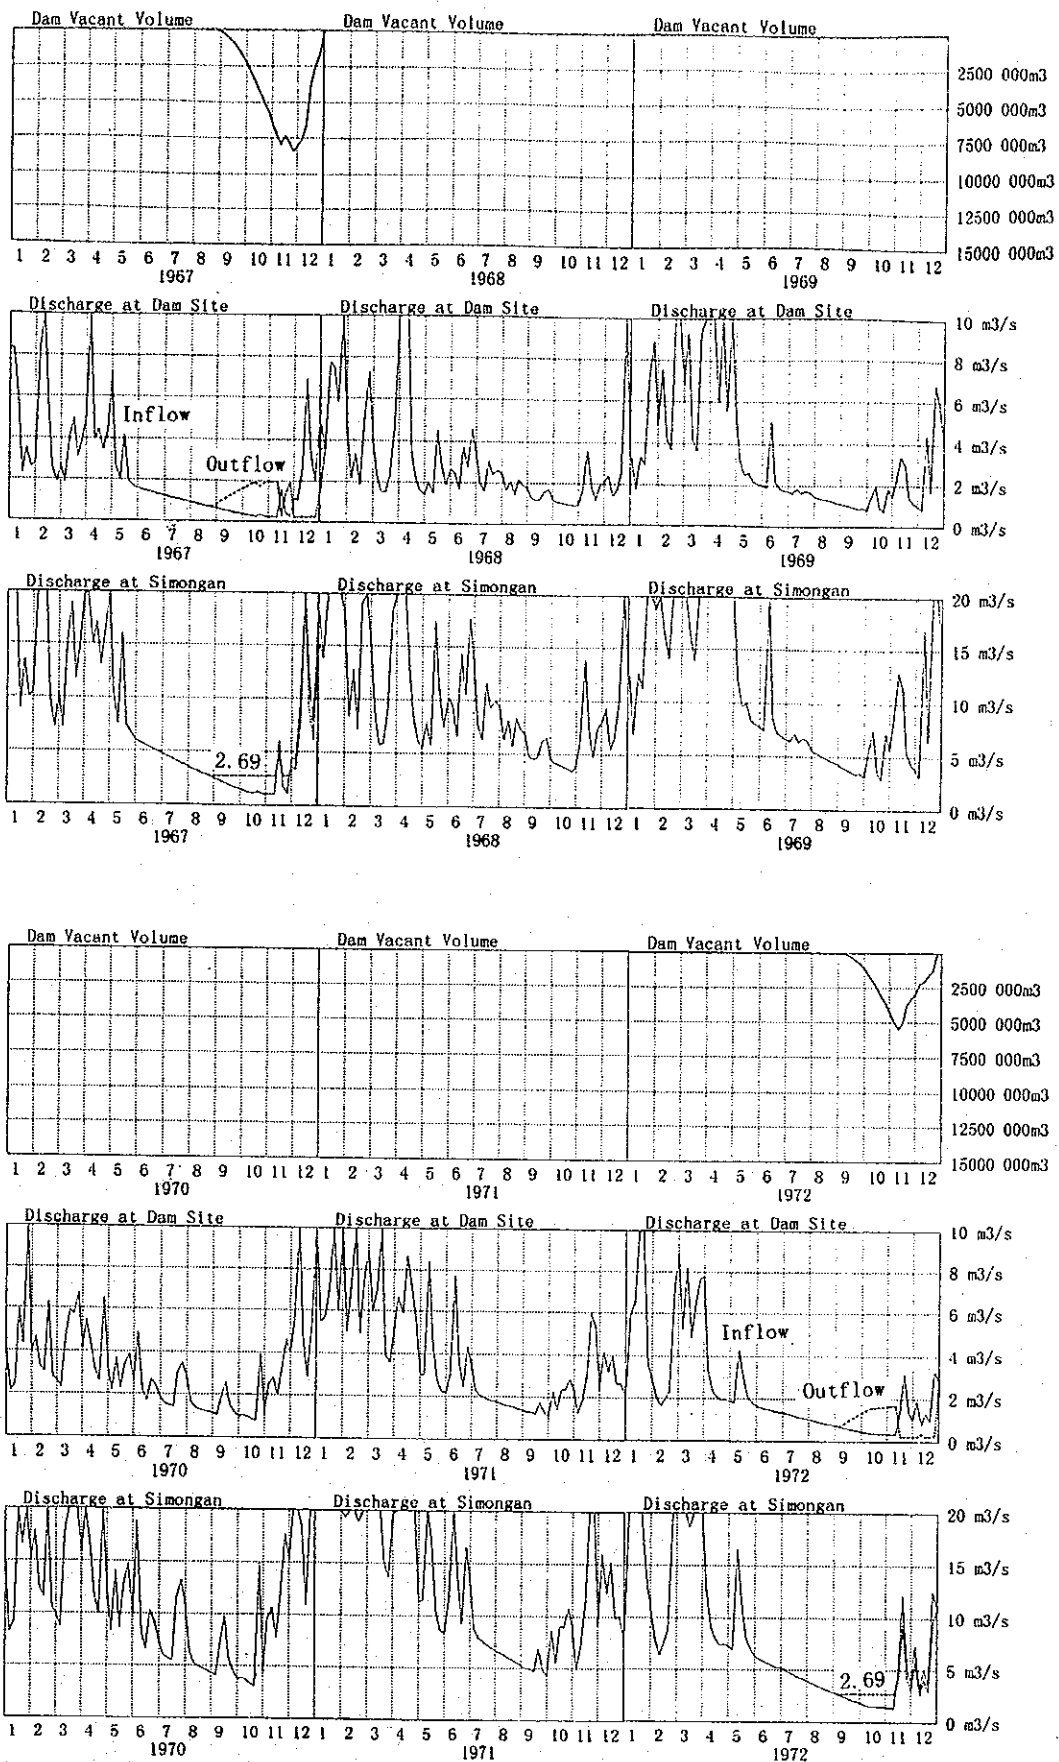 Dam Vacant Volume Dam Vacant Volume Dam Vacant Volume
2500 000m3
5000 000m3
7500 000m3
10000 000m3
12500 000m3
15000 000m3
1 2 3 4 5 6 7 8 9 10 11 12 1 2 3 4 5 6 7 8 9 10 11 12 1 2 3 4 5 6 7 8 9 10 11 12
1967 1968 1969
Discharge at Dam Site Discharge at Dam Site Discharge at Dam Site
10 m3/s
8 m3/s
6 m3/s
Inflow
4 m3/s
Outflow
2 m3/s
0 m3/s
1 2 3 4 5 6 7 8 9 10 11 12 1 2 3 4 5 6 7 8 9 10 11 12 1 2 3 4 5 6 7 8 9 10 11 12
1967 1968 1969
Discharge at Simongan Discharge at Simongan Discharge at Simongan
20 m3/s
15 m3/s
10 m3/s
2.69
5 m3/s
0 m3/s
1 2 3 4 5 6 7 8 9 10 11 12 1 2 3 4 5 6 7 8 9 10 11 12 1 2 3 4 5 6 7 8 9 10 11 12
1967 1968 1969
Dam Vacant Volume Dam Vacant Volume Dam Vacant Volume
2500 000m3
5000 000m3
7500 000m3
10000 000m3
12500 000m3
15000 000m3
1 2 3 4 5 6 7 8 9 10 11 12 1 2 3 4 5 6 7 8 9 10 11 12 1 2 3 4 5 6 7 8 9 10 11 12
1970 1971 1972
Discharge at Dam Site Discharge at Dam Site Discharge at Dam Site
10 m3/s
8 m3/s
6 m3/s
Inflow
4 m3/s
Outflow
2 m3/s
0 m3/s
1 2 3 4 5 6 7 8 9 10 11 12 1 2 3 4 5 6 7 8 9 10 11 12 1 2 3 4 5 6 7 8 9 10 11 12
1970 1971 1972
Discharge at Simongan Discharge at Simongan Discharge at Simongan
20 m3/s
15 m3/s
10 m3/s
2.69
5 m3/s
0 m3/s
1 2 3 4 5 6 7 8 9 10 11 12 1 2 3 4 5 6 7 8 9 10 11 12 1 2 3 4 5 6 7 8 9 10 11 12
1970 1971 1972